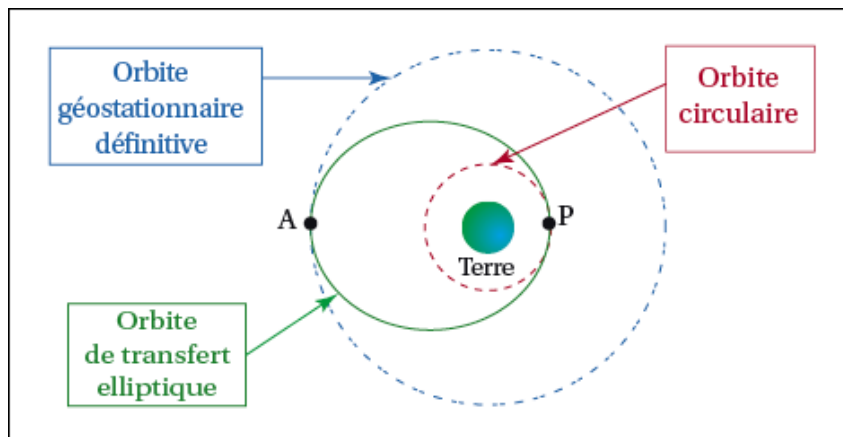 Orbite
géostationnaire
définitive
Orbite
circulaire
A
P
Terre
Orbite
de transfert
elliptique